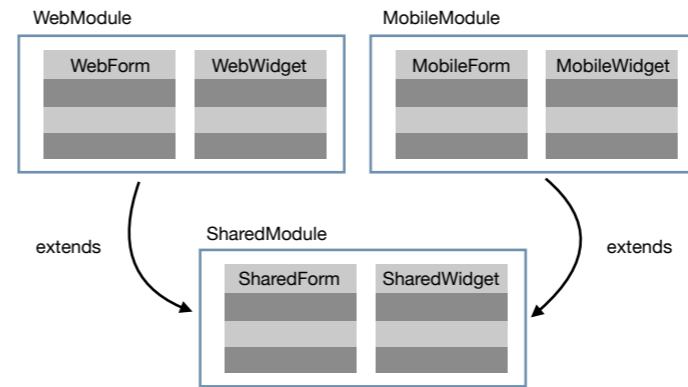 WebModule
MobileModule
WebForm
WebWidget
MobileForm
MobileWidget
extends
extends
SharedModule
SharedForm
SharedWidget